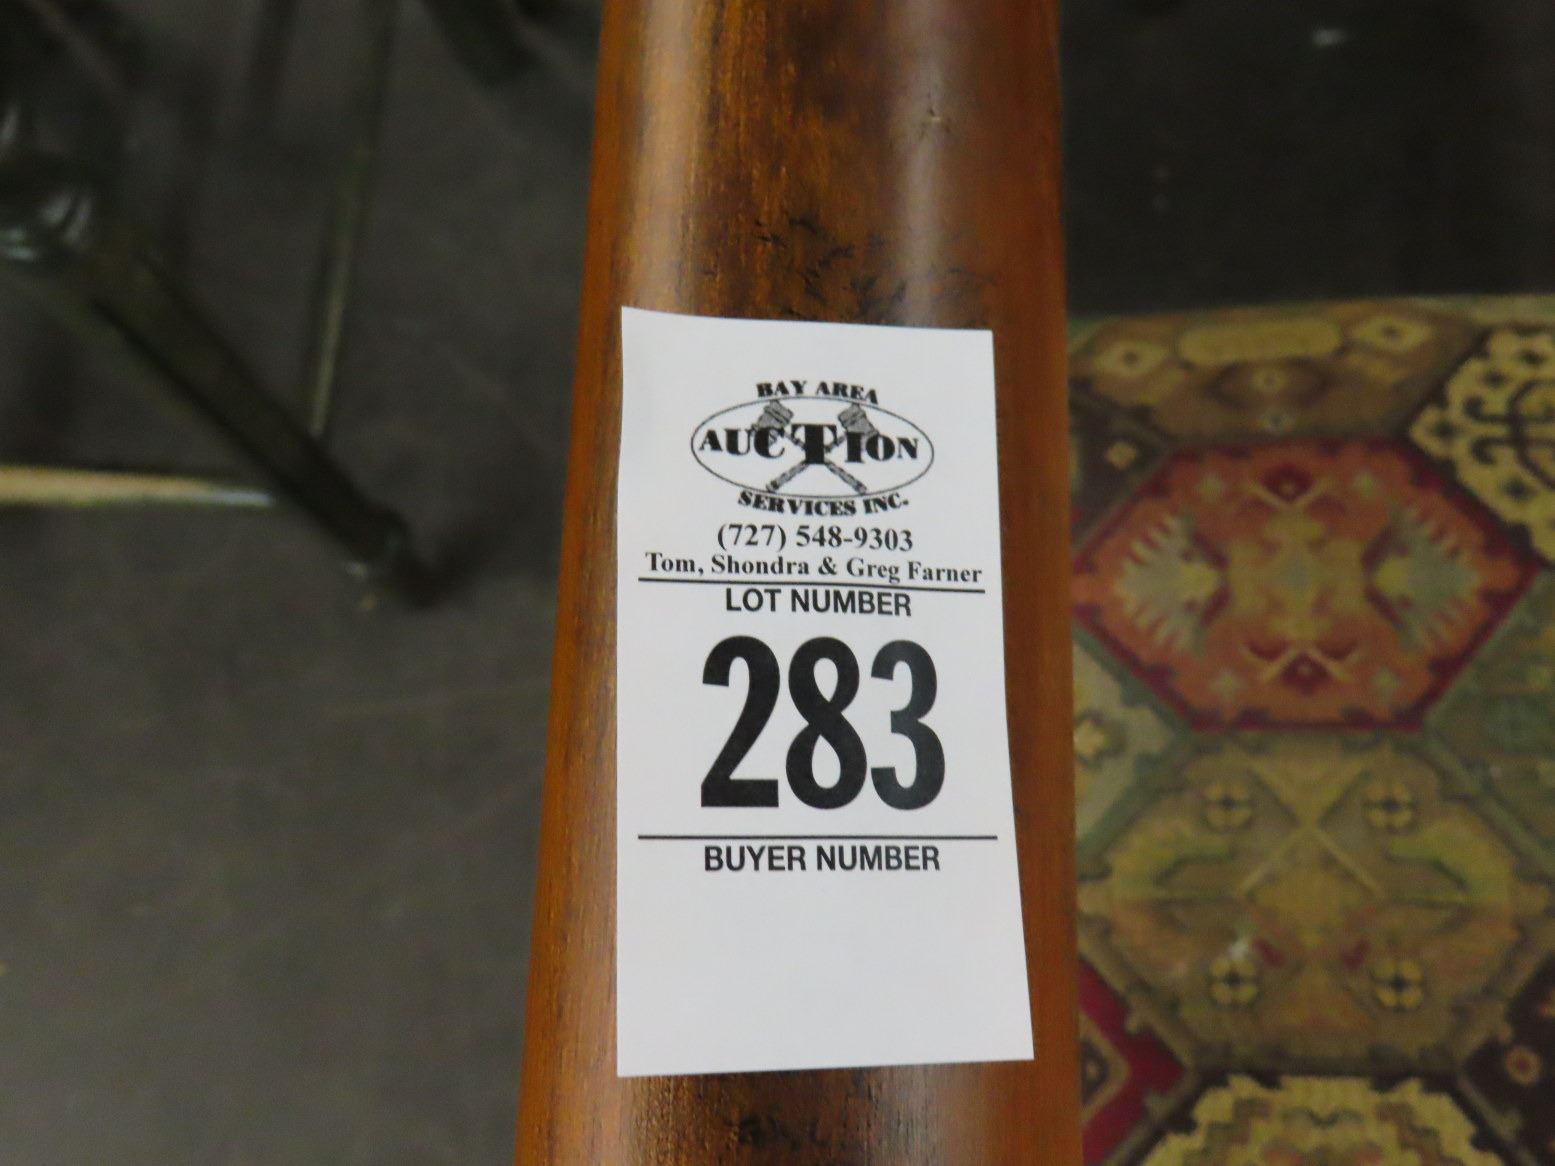 BAY AREA
AUCTION
SERVICES INC.
(727) 548-9303
Tom, Shondra & Greg Farner
LOT NUMBER
283
BUYER NUMBER